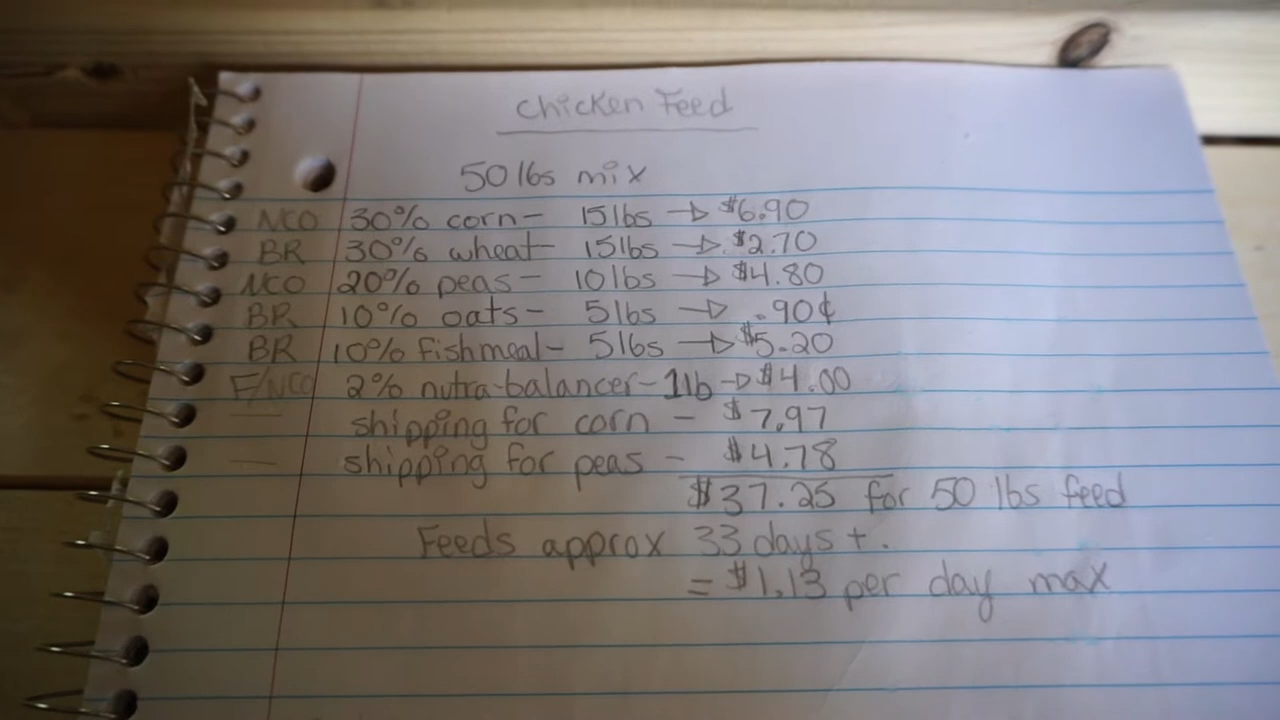 Chicken Feed
50 lbs mix
NCO 30% corn - 15lbs → $6.90
BR 30% wheat - 15lbs → $2.70
NCO 20% peas - 10lbs → $4.80
BR 10% oats - 5lbs → .90¢
BR 10% fishmeal - 5lbs → $5.20
F/NCO 2% nutra-balancer - 1lb → $4.00
— shipping for corn - $7.97
— shipping for peas - $4.78
$37.25 for 50 lbs feed
Feeds approx 33 days +.
= $1.13 per day max